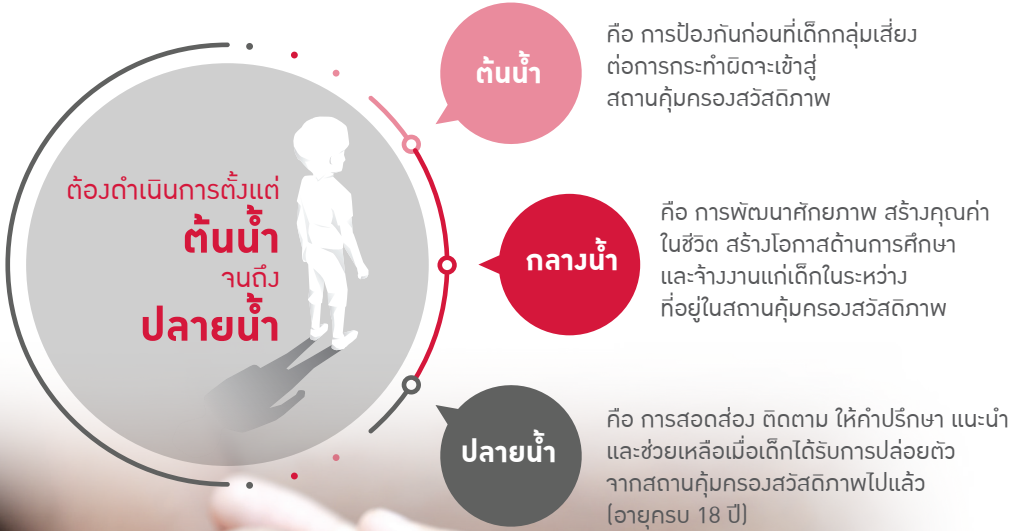 ต้องดำเนินการตั้งแต่
ต้นน้ำ
จนถึง
ปลายน้ำ
ต้นน้ำ
คือ การป้องกันก่อนที่เด็กกลุ่มเสี่ยง
ต่อการกระทำผิดจะเข้าสู่
สถานคุ้มครองสวัสดิภาพ
กลางน้ำ
คือ การพัฒนาศักยภาพ สร้างคุณค่า
ในชีวิต สร้างโอกาสด้านการศึกษา
และจ้างงานแก่เด็กในระหว่าง
ที่อยู่ในสถานคุ้มครองสวัสดิภาพ
ปลายน้ำ
คือ การสอดส่อง ติดตาม ให้คำปรึกษา แนะนำ
และช่วยเหลือเมื่อเด็กได้รับการปล่อยตัว
จากสถานคุ้มครองสวัสดิภาพไปแล้ว
(อายุครบ 18 ปี)